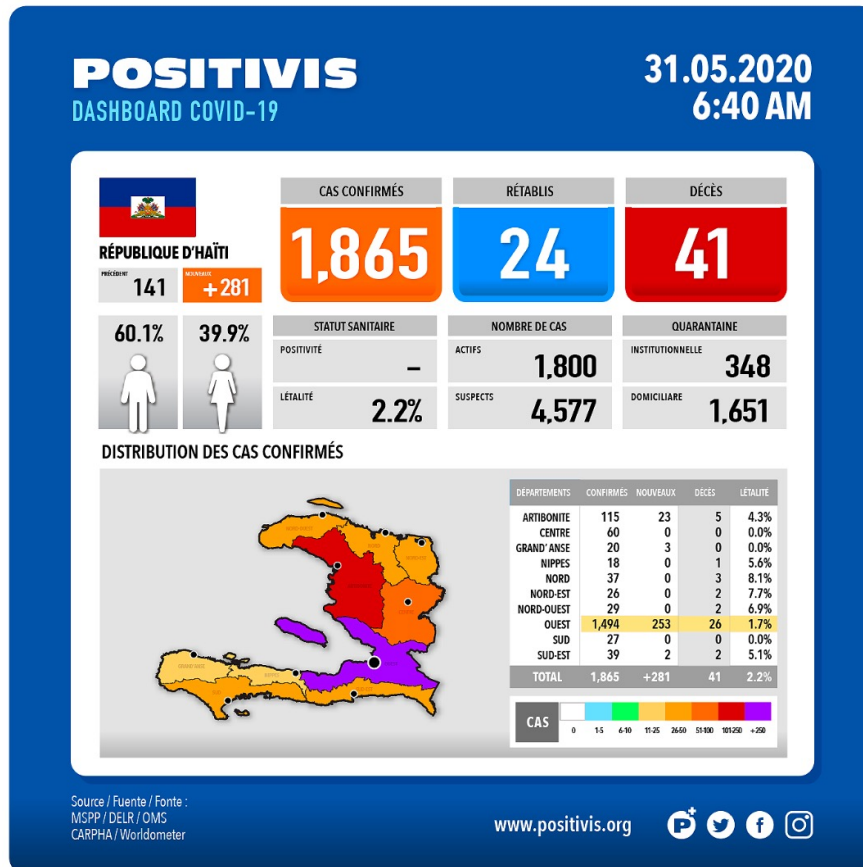 POSITIVIS
DASHBOARD COVID-19
31.05.2020
6:40 AM
RÉPUBLIQUE D'HAÏTI
PRÉCÉDENT 141
NOUVEAUX +281
CAS CONFIRMÉS
1,865
RÉTABLIS
24
DÉCÈS
41
60.1% 39.9%
STATUT SANITAIRE
POSITIVITÉ –
LÉTALITÉ 2.2%
NOMBRE DE CAS
ACTIFS 1,800
SUSPECTS 4,577
QUARANTAINE
INSTITUTIONNELLE 348
DOMICILIARE 1,651
DISTRIBUTION DES CAS CONFIRMÉS
DÉPARTEMENTS CONFIRMÉS NOUVEAUX DÉCÈS LÉTALITÉ
ARTIBONITE 115 23 5 4.3%
CENTRE 60 0 0 0.0%
GRAND'ANSE 20 3 0 0.0%
NIPPES 18 0 1 5.6%
NORD 37 0 3 8.1%
NORD-EST 26 0 2 7.7%
NORD-OUEST 29 0 2 6.9%
OUEST 1,494 253 26 1.7%
SUD 27 0 0 0.0%
SUD-EST 39 2 2 5.1%
TOTAL 1,865 +281 41 2.2%
CAS
0 1-5 6-10 11-25 26-50 51-100 101-250 +250
Source / Fuente / Fonte :
MSPP / DELR / OMS
CARPHA / Worldometer
www.positivis.org